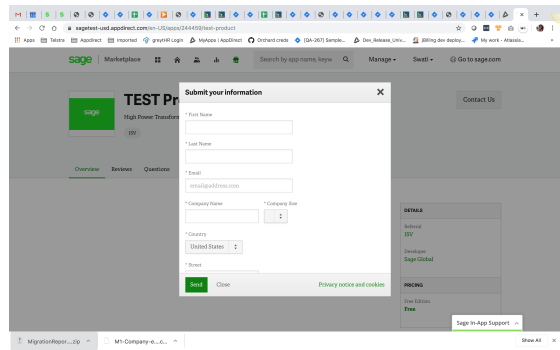 sagetest-usd.appdirect.com/en-US/apps/244459/test-product
Apps
Telstra
Appdirect
Imported
greytHR Login
MyApps | AppDirect
Orchard creds
[QA-267] Sample...
Dev_Release_Univ...
jBilling dev deploy...
My work - Atlassia...
»
sage
Marketplace
Search by app name, keyw
Manage
Swati
Go to sage.com
sage
TEST Pr
High Power Transform
ISV
Contact Us
Overview
Reviews
Questions
Submit your information
* First Name
* Last Name
* Email
email@address.com
* Company Name
* Company Size
* Country
United States
* Street
Send
Close
Privacy notice and cookies
DETAILS
Referral
ISV
Developer
Sage Global
PRICING
Free Edition
Free
Sage In-App Support
MigrationRepor....zip
M1-Company-e....c...
Show All